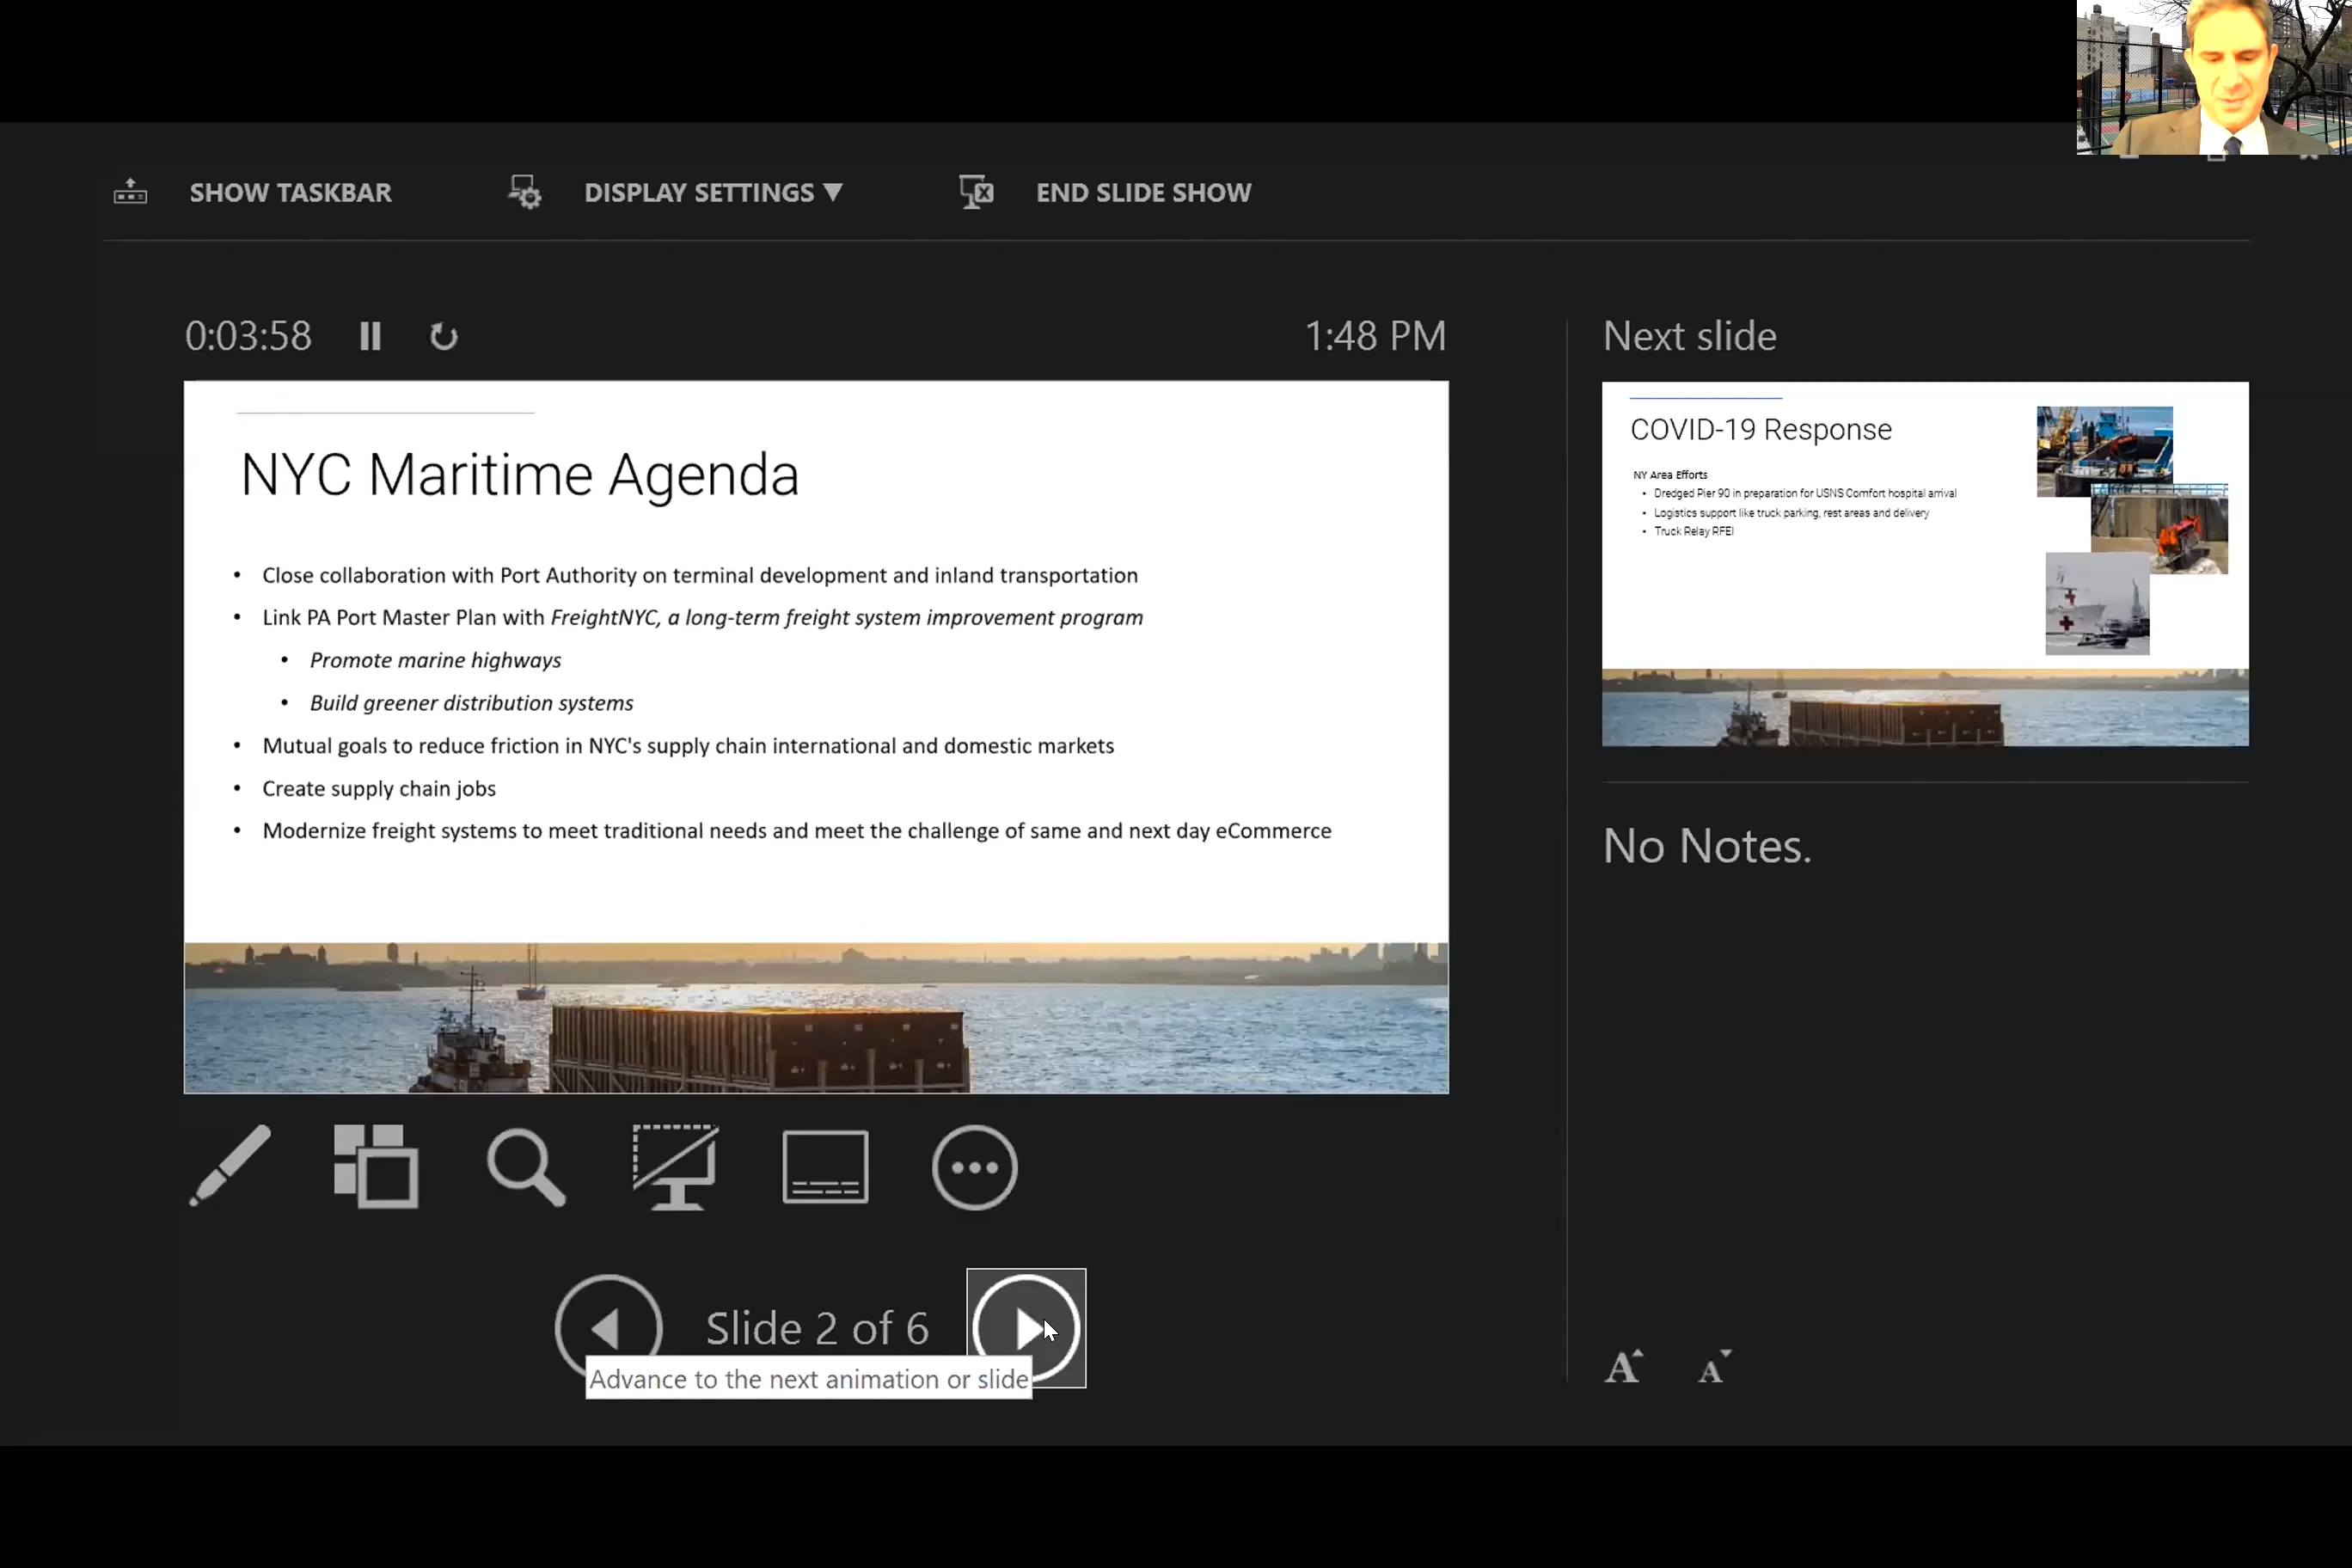 SHOW TASKBAR
DISPLAY SETTINGS ▼
END SLIDE SHOW
0:03:58
1:48 PM
NYC Maritime Agenda
• Close collaboration with Port Authority on terminal development and inland transportation
• Link PA Port Master Plan with FreightNYC, a long-term freight system improvement program
• Promote marine highways
• Build greener distribution systems
• Mutual goals to reduce friction in NYC's supply chain international and domestic markets
• Create supply chain jobs
• Modernize freight systems to meet traditional needs and meet the challenge of same and next day eCommerce
Slide 2 of 6
Advance to the next animation or slide
Next slide
COVID-19 Response
NY Area Efforts
• Dredged Pier 90 in preparation for USNS Comfort hospital arrival
• Logistics support like truck parking, rest areas and delivery
• Truck Relay RFEI
No Notes.
A A